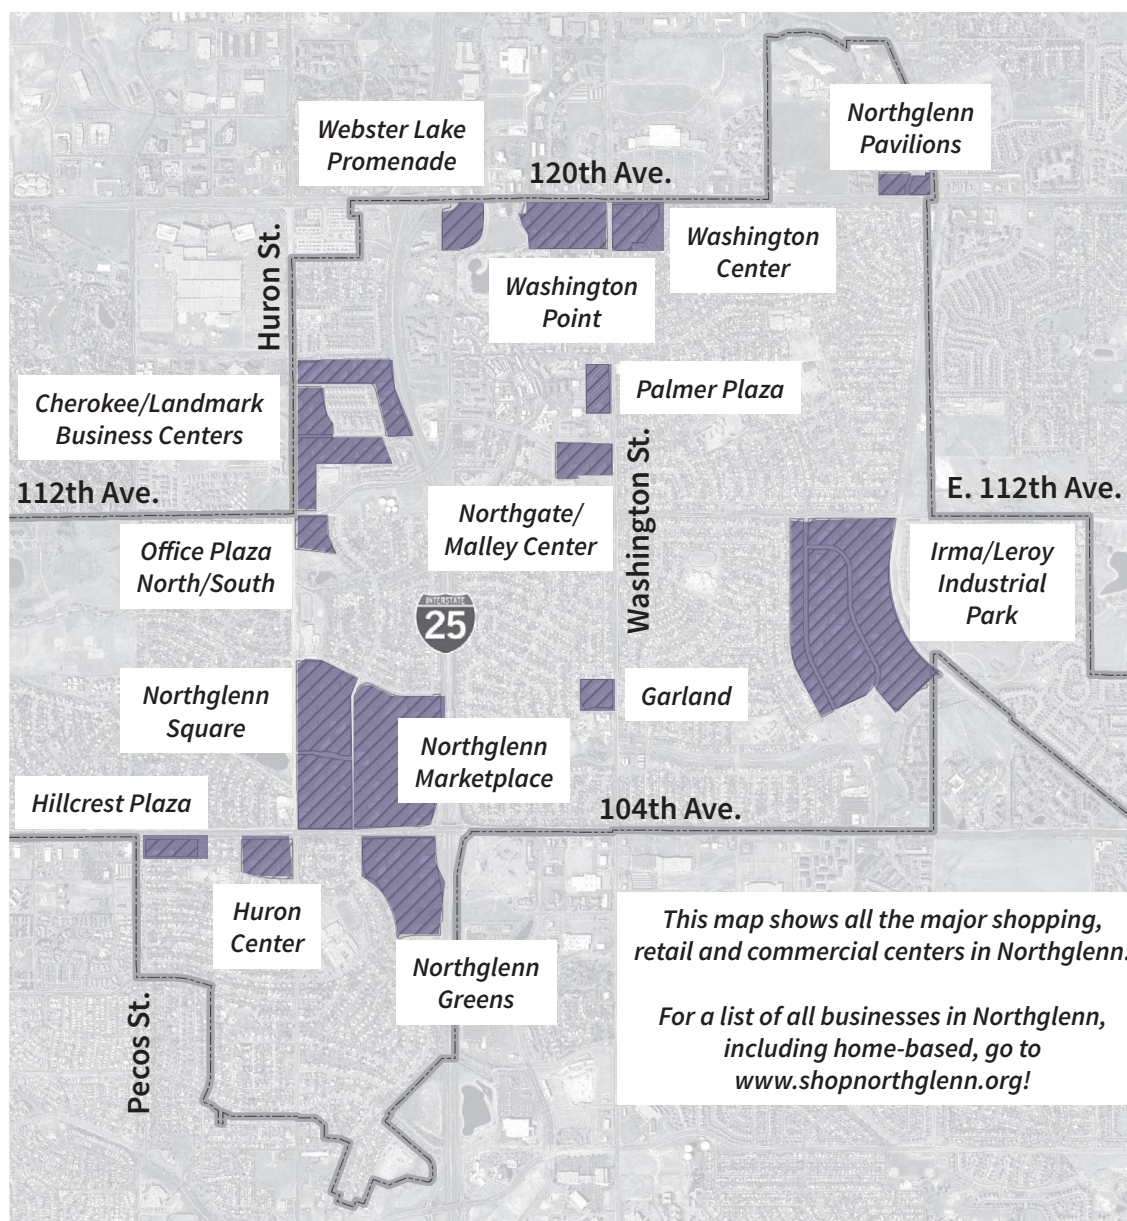 Webster Lake
Promenade
120th Ave.
Northglenn
Pavilions
Huron St.
Washington
Center
Washington
Point
Cherokee/Landmark
Business Centers
Palmer Plaza
112th Ave.
Northgate/
Malley Center
Washington St.
E. 112th Ave.
Office Plaza
North/South
Irma/Leroy
Industrial
Park
INTERSTATE
25
Northglenn
Square
Garland
Northglenn
Marketplace
Hillcrest Plaza
104th Ave.
Huron
Center
Northglenn
Greens
Pecos St.
This map shows all the major shopping,
retail and commercial centers in Northglenn.
For a list of all businesses in Northglenn,
including home-based, go to
www.shopnorthglenn.org!